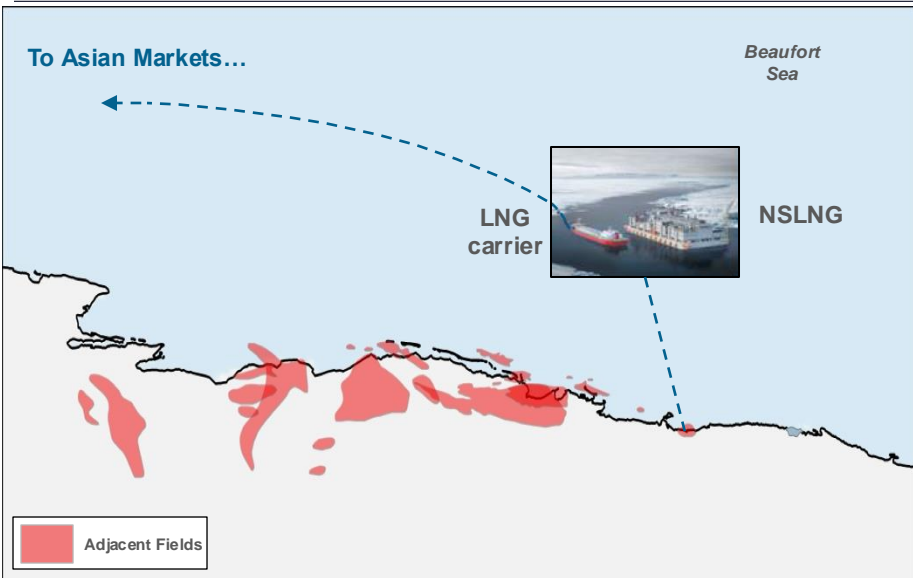 To Asian Markets…
Beaufort
Sea
LNG
carrier
NSLNG
Adjacent Fields